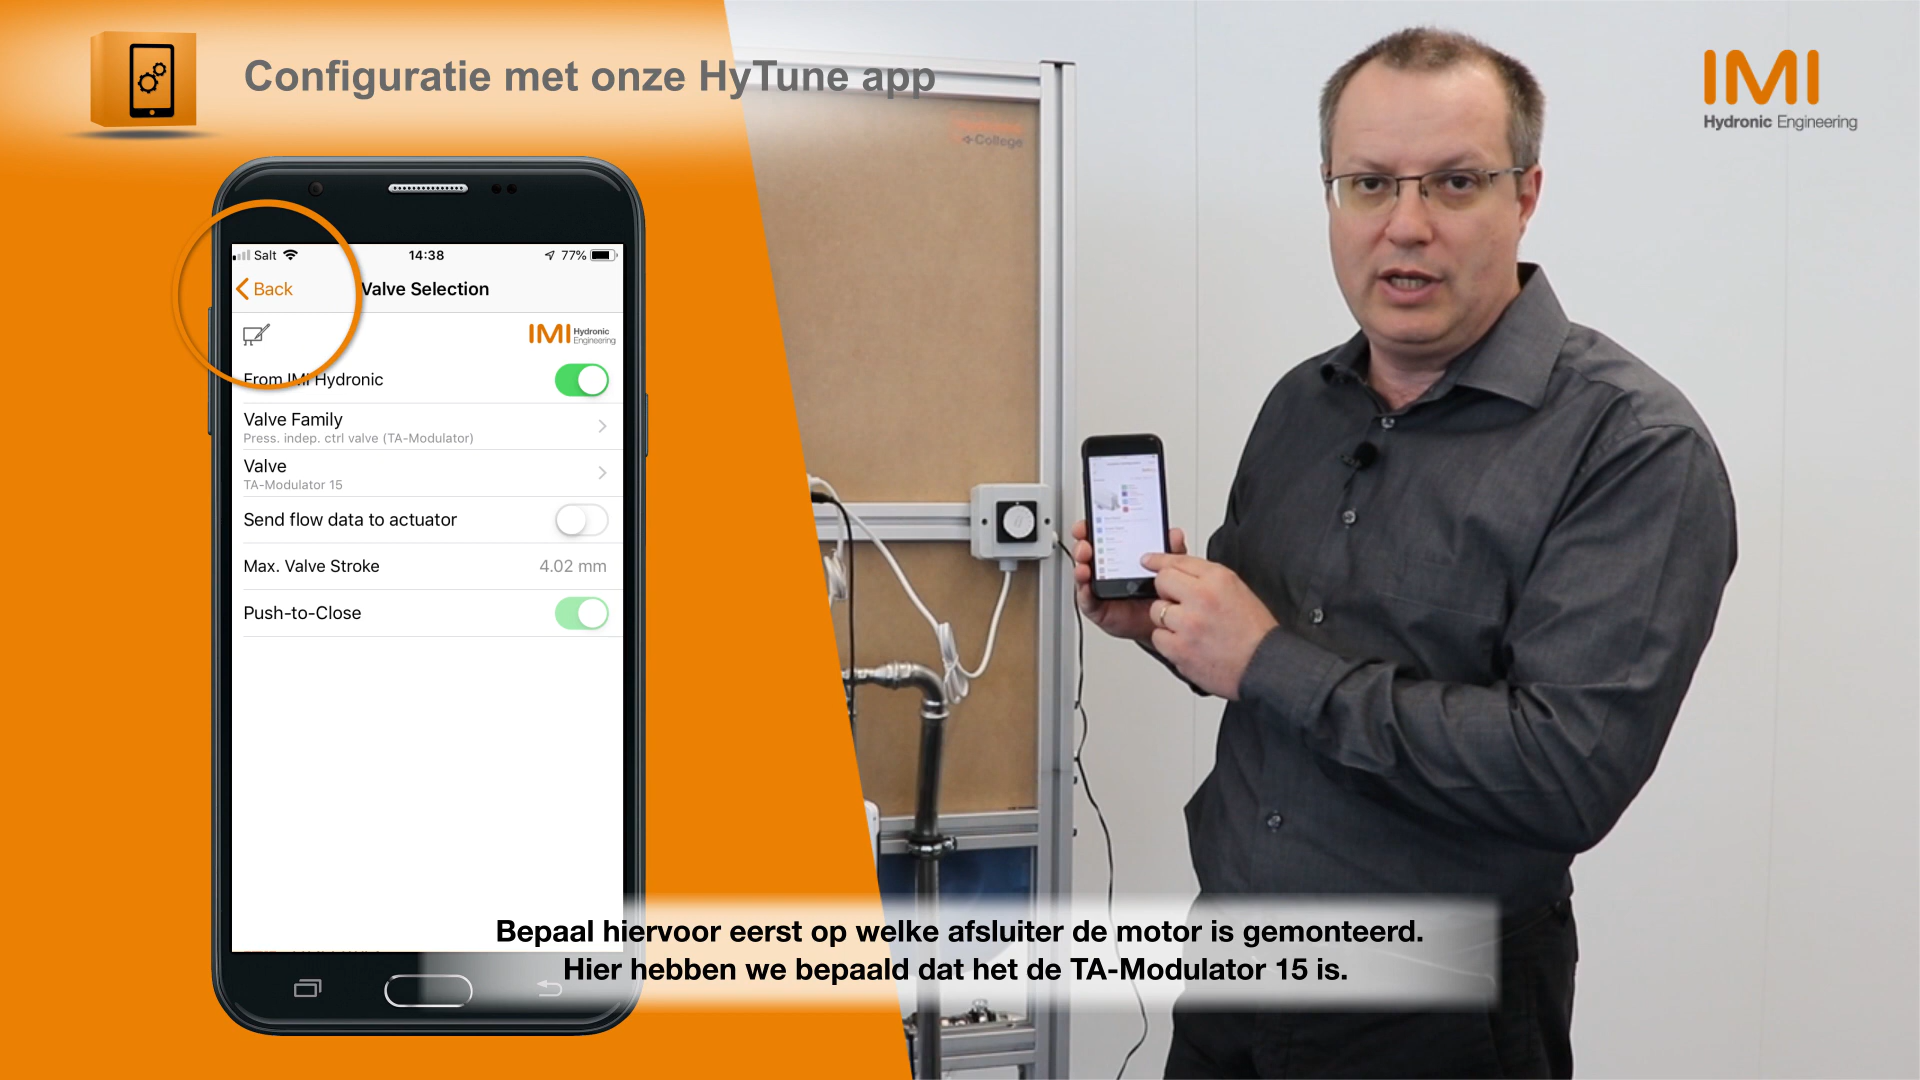 Configuratie met onze HyTune app
IMI
Hydronic Engineering
College
Salt
14:38
77%
Back
Valve Selection
IMI Hydronic
Engineering
From IMI Hydronic
Valve Family
Press. indep. ctrl valve (TA-Modulator)
Valve
TA-Modulator 15
Send flow data to actuator
Max. Valve Stroke
4.02 mm
Push-to-Close
Bepaal hiervoor eerst op welke afsluiter de motor is gemonteerd.
Hier hebben we bepaald dat het de TA-Modulator 15 is.